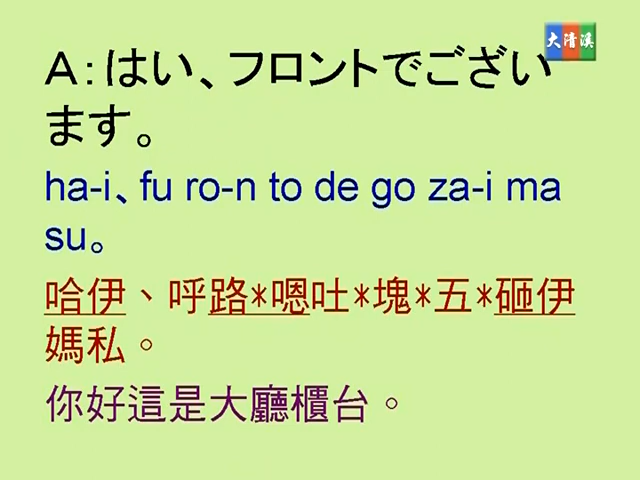 大清溪
A：はい、フロントでござい
ます。
ha-i、fu ro-n to de go za-i ma
su。
哈伊、呼路*嗯吐*塊*五*砸伊
媽私。
你好這是大廳櫃台。